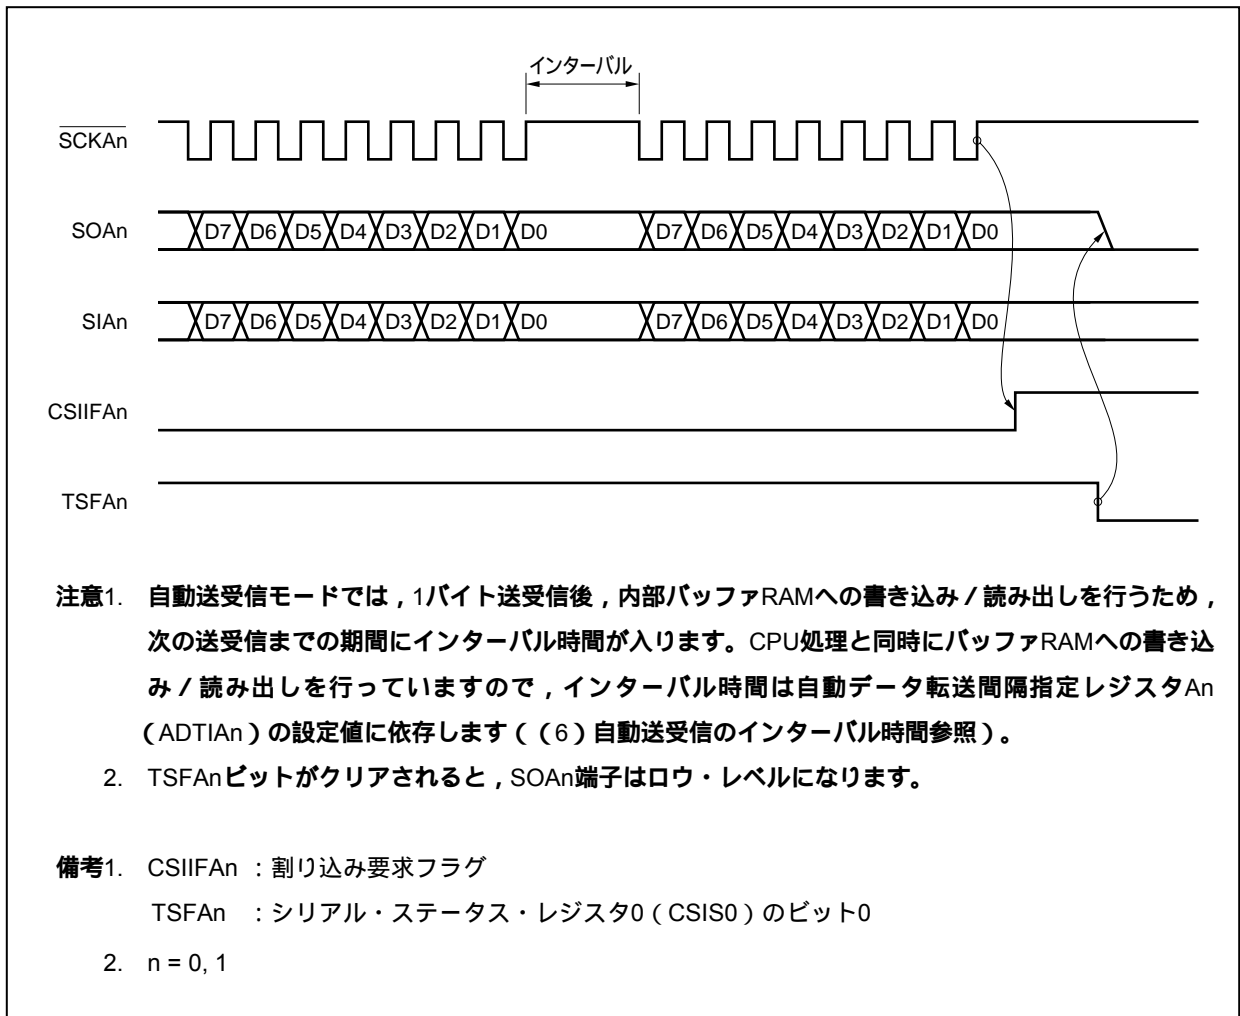 インターバル
SCKAn
SOAn D7 D6 D5 D4 D3 D2 D1 D0 D7 D6 D5 D4 D3 D2 D1 D0
SIAn D7 D6 D5 D4 D3 D2 D1 D0 D7 D6 D5 D4 D3 D2 D1 D0
CSIIFAn
TSFAn
注意1. 自動送受信モードでは，1バイト送受信後，内部バッファRAMへの書き込み／読み出しを行うため，
次の送受信までの期間にインターバル時間が入ります。CPU処理と同時にバッファRAMへの書き込
み／読み出しを行っていますので，インターバル時間は自動データ転送間隔指定レジスタAn
（ADTIAn）の設定値に依存します（（6）自動送受信のインターバル時間参照）。
2. TSFAnビットがクリアされると，SOAn端子はロウ・レベルになります。
備考1. CSIIFAn ：割り込み要求フラグ
TSFAn ：シリアル・ステータス・レジスタ0（CSIS0）のビット0
2. n = 0, 1